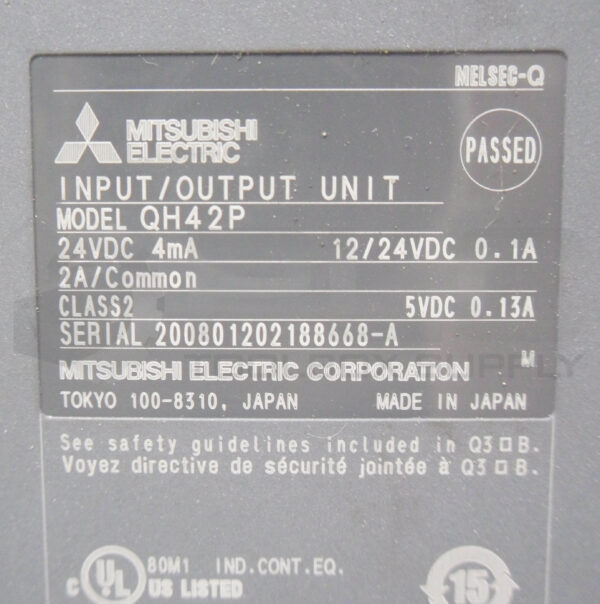 MELSEC-Q
MITSUBISHI
ELECTRIC
PASSED
INPUT/OUTPUT UNIT
MODEL QH42P
24VDC 4mA 12/24VDC 0.1A
2A/Common
CLASS2 5VDC 0.13A
SERIAL 200801202188668-A
M
MITSUBISHI ELECTRIC CORPORATION
TOKYO 100-8310, JAPAN MADE IN JAPAN
See safety guidelines included in Q3□B.
Voyez directive de sécurité jointée à Q3□B.
80M1 IND.CONT.EQ.
c UL US LISTED
15
SUPPLY